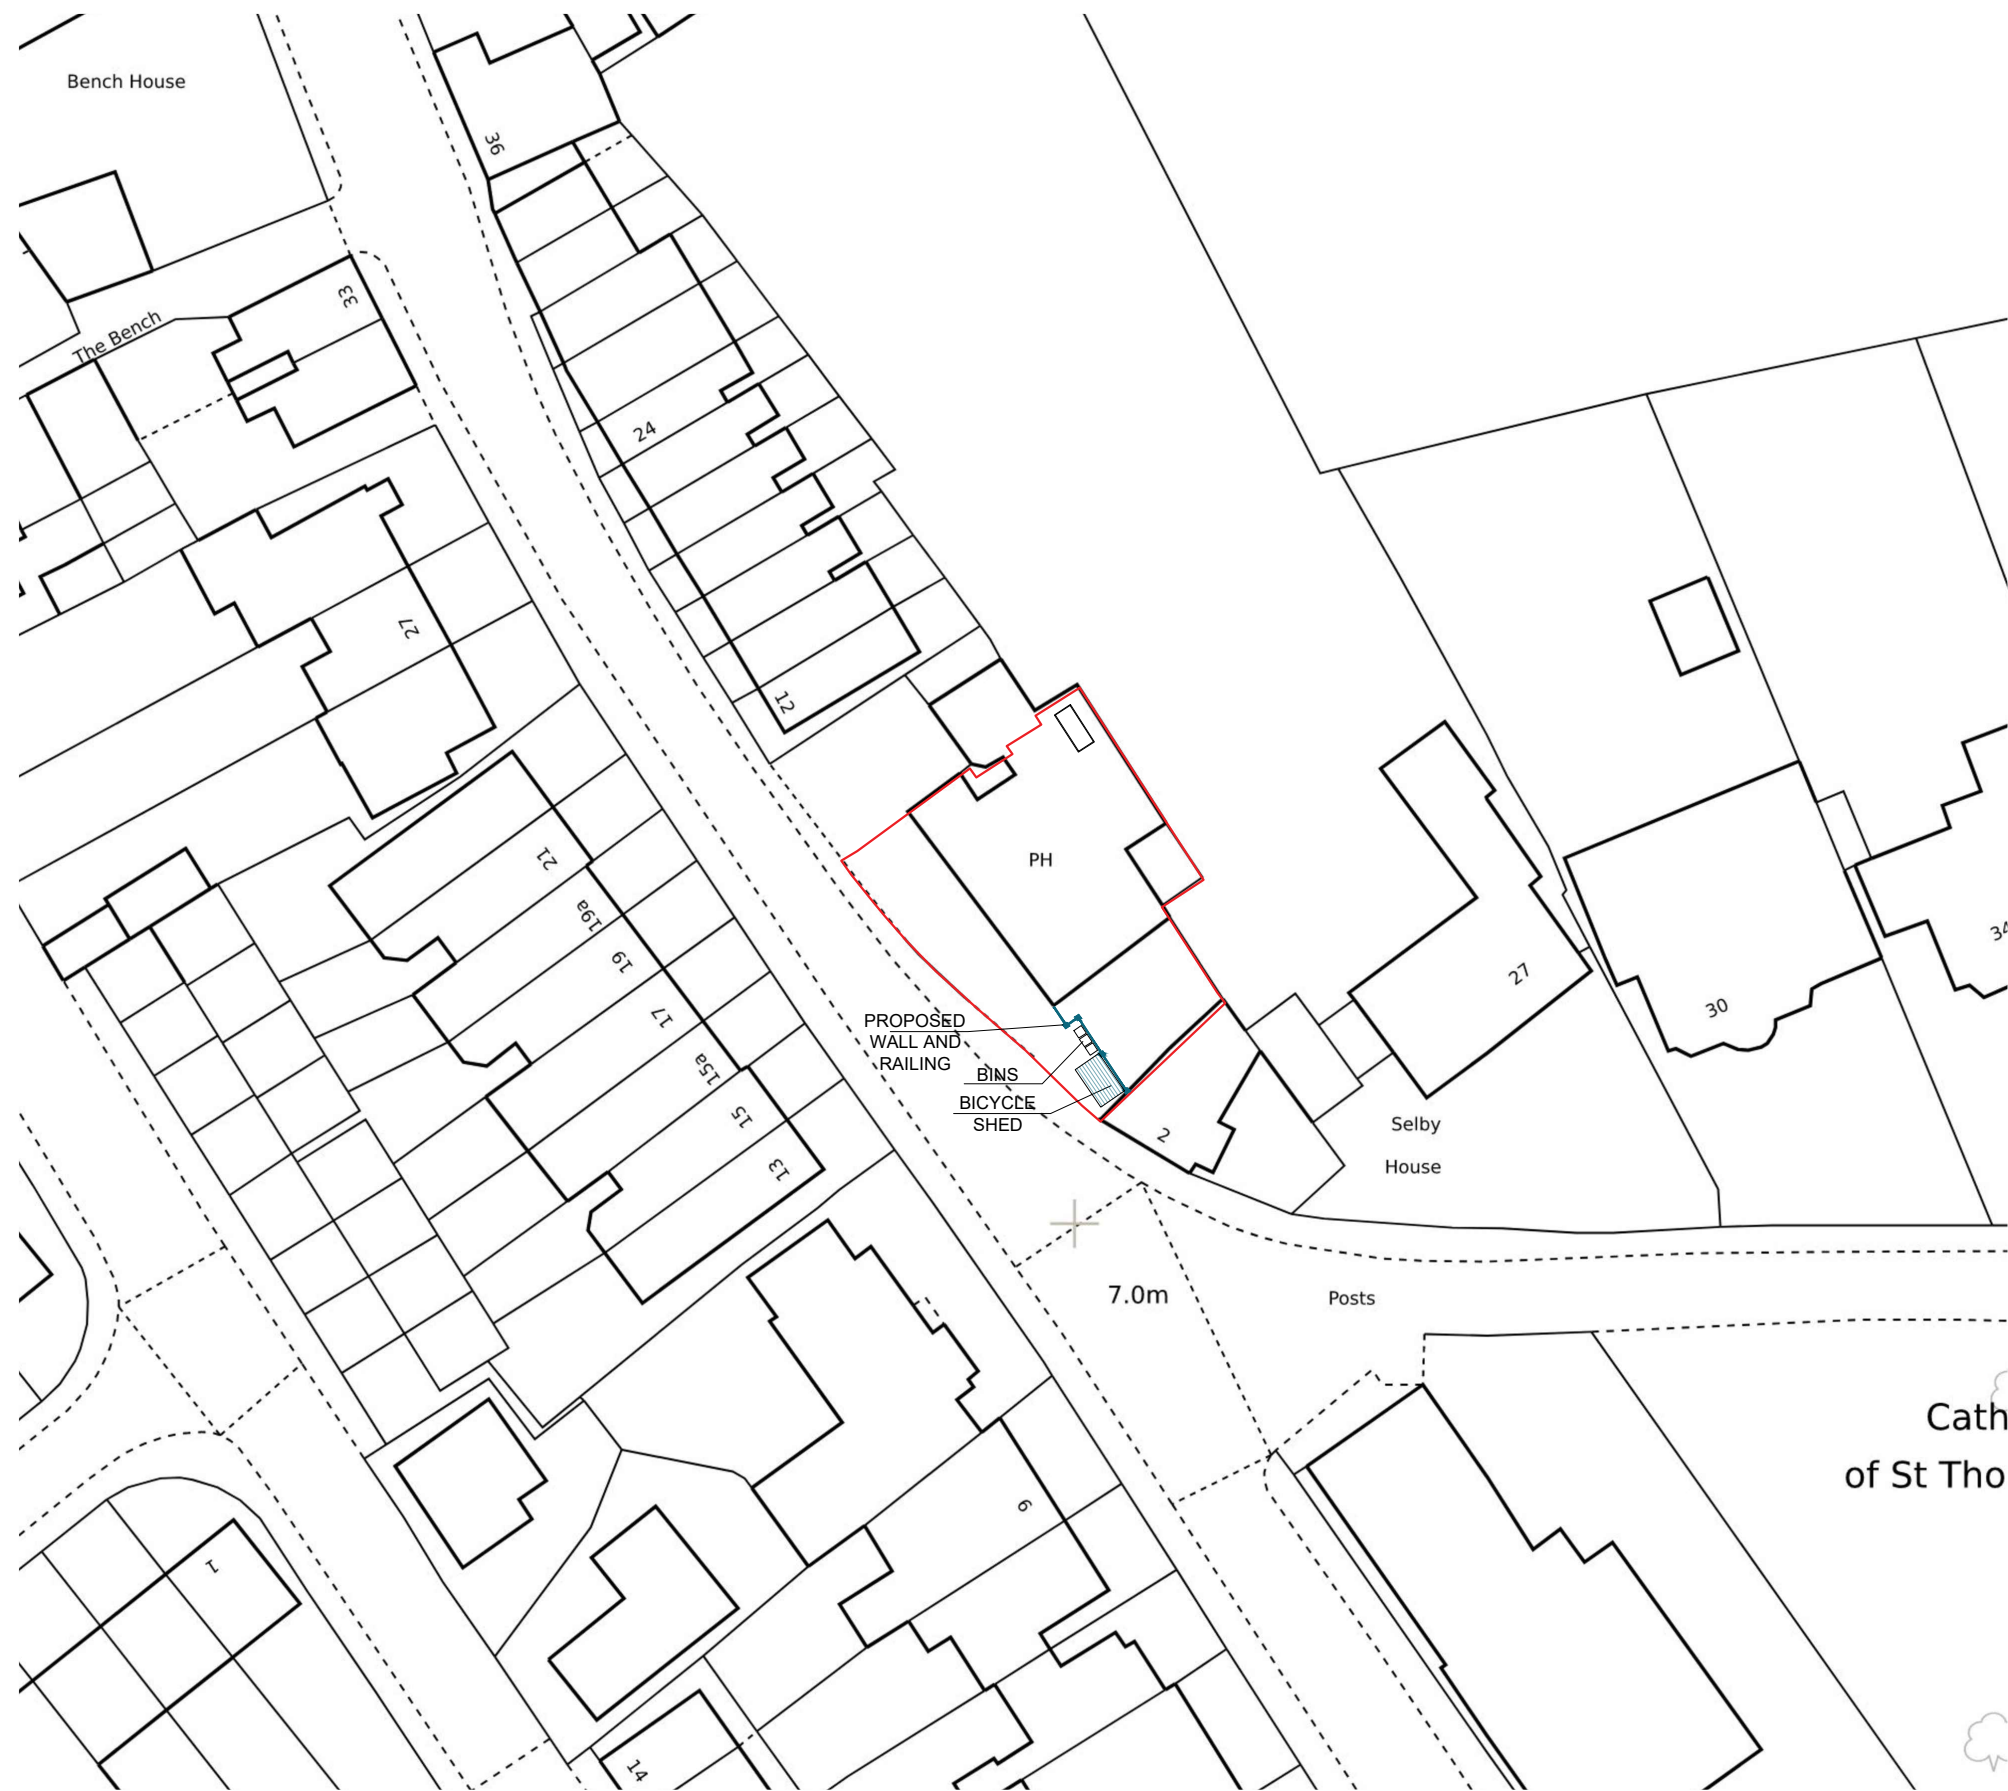 Bench House
36
33
The Bench
24
27
12
21
PH
19a
19
17
27
34
30
PROPOSED
WALL AND
RAILING
BINS
BICYCLE
SHED
15a
15
13
2
Selby
House
7.0m
Posts
Cath
of St Tho
9
1
14